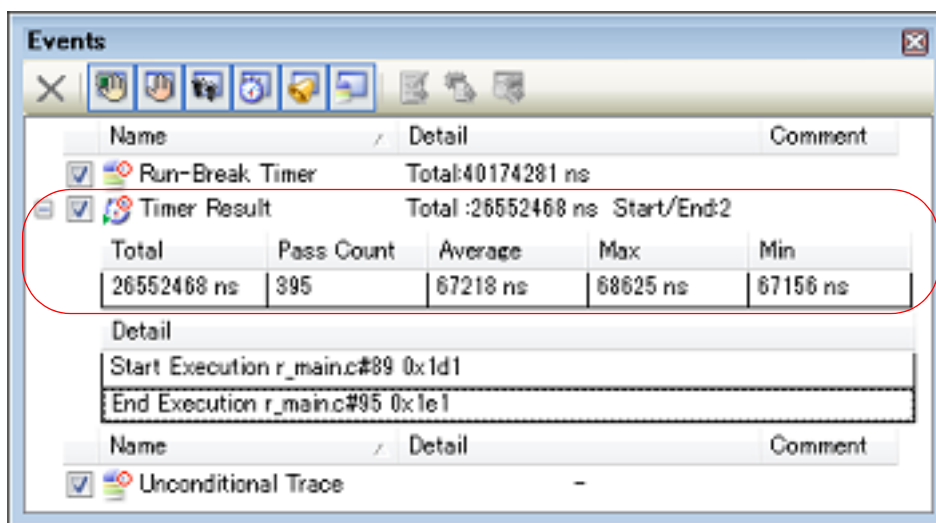 Events
Name Detail Comment
Run-Break Timer Total:40174281 ns
Timer Result Total :26552468 ns Start/End:2
Total Pass Count Average Max Min
26552468 ns 395 67218 ns 68625 ns 67156 ns
Detail
Start Execution r_main.c#89 0x1d1
End Execution r_main.c#95 0x1e1
Name Detail Comment
Unconditional Trace -